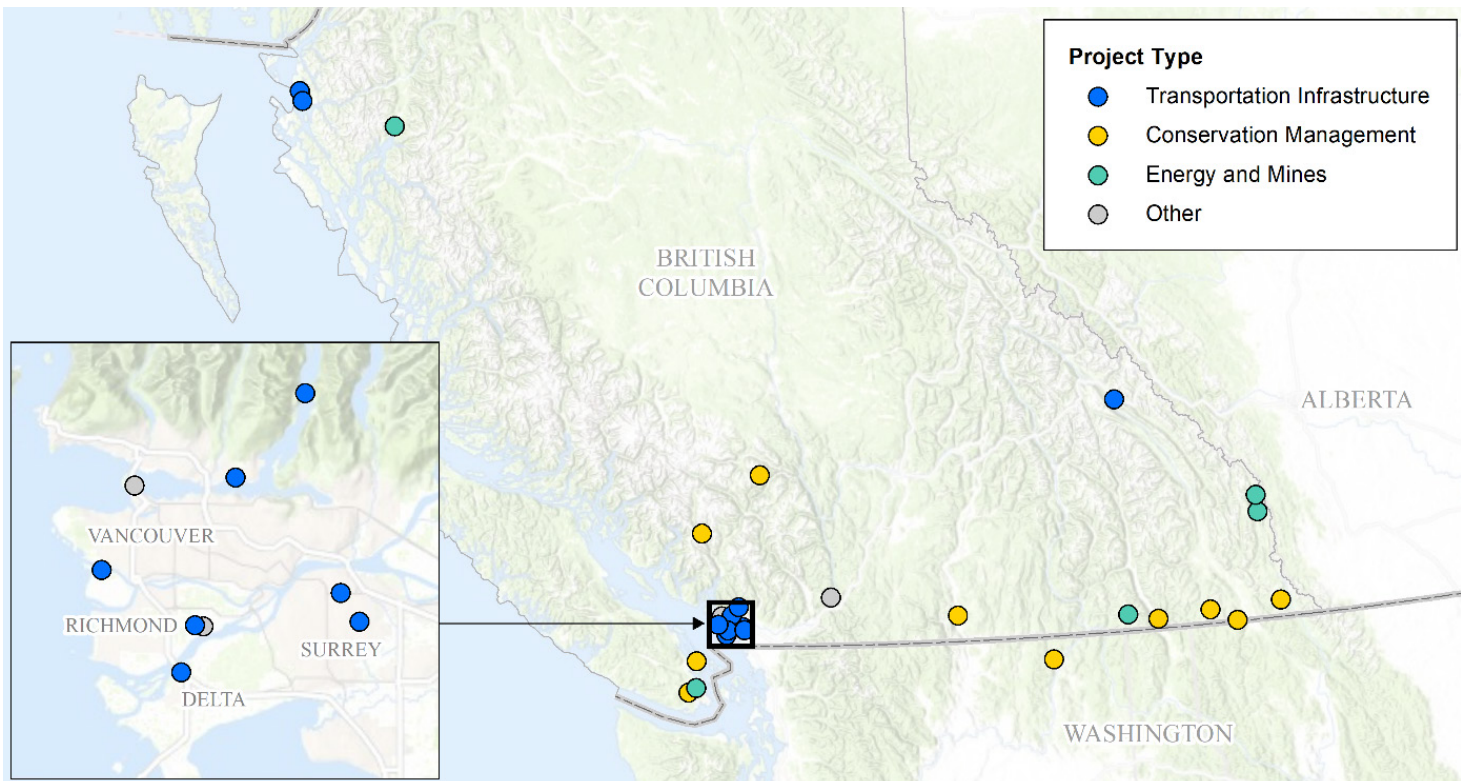 Project Type
Transportation Infrastructure
Conservation Management
Energy and Mines
Other
BRITISH
COLUMBIA
ALBERTA
VANCOUVER
RICHMOND
SURREY
DELTA
WASHINGTON